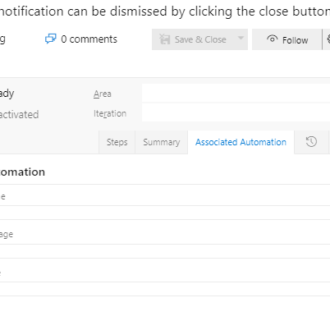 notification can be dismissed by clicking the close button
g 0 comments Save & Close Follow
ady Area
activated Iteration
Steps Summary Associated Automation
omation
e
age